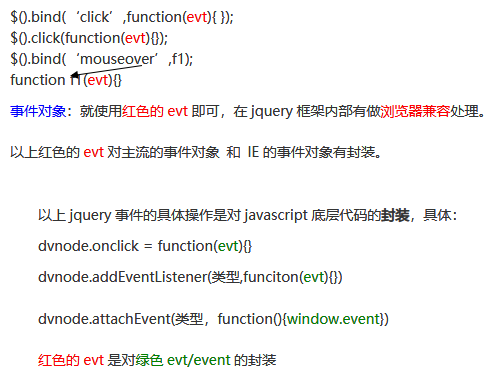 $().bind(‘click’,function(evt){ });
$().click(function(evt){});
$().bind(‘mouseover’,f1);
function f1(evt){}
事件对象：就使用红色的 evt 即可，在 jquery 框架内部有做浏览器兼容处理。
以上红色的 evt 对主流的事件对象 和 IE 的事件对象有封装。
以上 jquery 事件的具体操作是对 javascript 底层代码的封装，具体：
dvnode.onclick = function(evt){}
dvnode.addEventListener(类型,funciton(evt){})
dvnode.attachEvent(类型，function(){window.event})
红色的 evt 是对绿色 evt/event 的封装